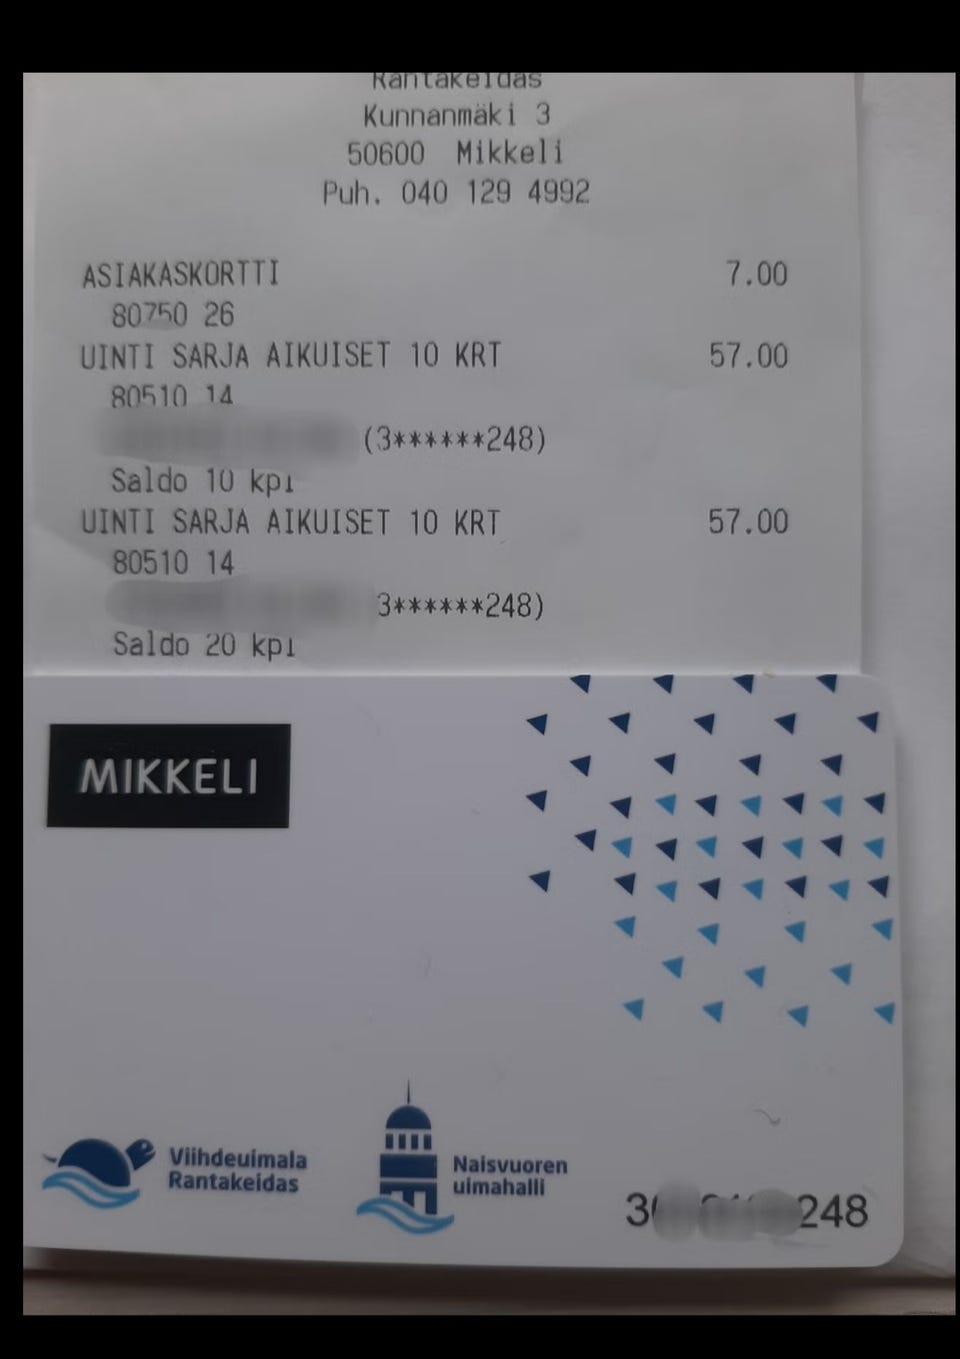 Rantakeidas
Kunnanmäki 3
50600 Mikkeli
Puh. 040 129 4992
ASIAKASKORTTI 7.00
80750 26
UINTI SARJA AIKUISET 10 KRT 57.00
80510 14
(3******248)
Saldo 10 kpl
UINTI SARJA AIKUISET 10 KRT 57.00
80510 14
3******248)
Saldo 20 kpl
MIKKELI
Viihdeuimala
Rantakeidas
Naisvuoren
uimahalli
3 248